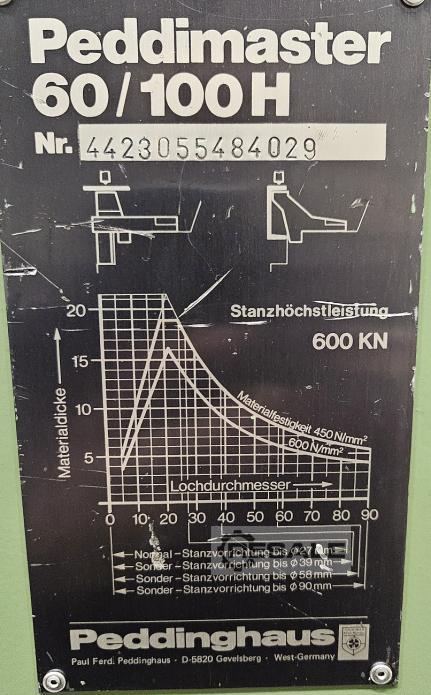 Peddimaster
60/100 H
Nr. 4423055484029
Stanzhöchstleistung
600 KN
20
15
10
5
Materialdicke
Materialfestigkeit 450 N/mm²
600 N/mm²
Lochdurchmesser
0 10 20 30 40 50 60 70 80 90
Normal-Stanzvorrichtung bis ø 27 mm
Sonder-Stanzvorrichtung bis ø 39 mm
Sonder-Stanzvorrichtung bis ø 58 mm
Sonder-Stanzvorrichtung bis ø 90 mm
Peddinghaus
Paul Ferd. Peddinghaus · D-5820 Gevelsberg · West-Germany